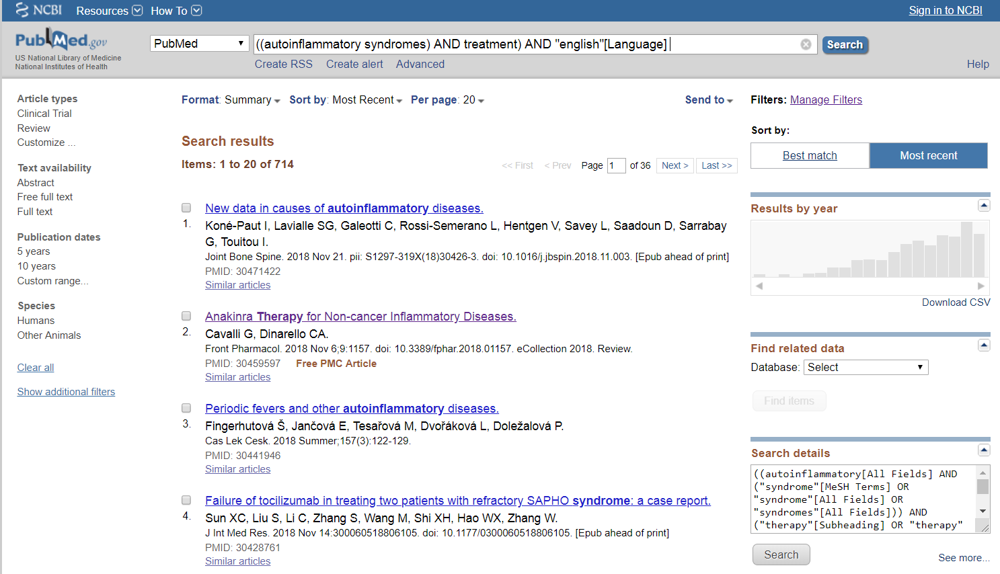 NCBI Resources How To Sign in to NCBI
PubMed.gov
US National Library of Medicine
National Institutes of Health
PubMed
((autoinflammatory syndromes) AND treatment) AND "english"[Language]
Search
Create RSS Create alert Advanced
Help
Article types
Clinical Trial
Review
Customize ...
Text availability
Abstract
Free full text
Full text
Publication dates
5 years
10 years
Custom range...
Species
Humans
Other Animals
Clear all
Show additional filters
Format: Summary Sort by: Most Recent Per page: 20 Send to
Search results
Items: 1 to 20 of 714
<< First < Prev Page 1 of 36 Next > Last >>
New data in causes of autoinflammatory diseases.
1. Koné-Paut I, Lavialle SG, Galeotti C, Rossi-Semerano L, Hentgen V, Savey L, Saadoun D, Sarrabay
G, Touitou I.
Joint Bone Spine. 2018 Nov 21. pii: S1297-319X(18)30426-3. doi: 10.1016/j.jbspin.2018.11.003. [Epub ahead of print]
PMID: 30471422
Similar articles
Anakinra Therapy for Non-cancer Inflammatory Diseases.
2. Cavalli G, Dinarello CA.
Front Pharmacol. 2018 Nov 6;9:1157. doi: 10.3389/fphar.2018.01157. eCollection 2018. Review.
PMID: 30459597 Free PMC Article
Similar articles
Periodic fevers and other autoinflammatory diseases.
3. Fingerhutová Š, Jančová E, Tesařová M, Dvořáková L, Doležalová P.
Cas Lek Cesk. 2018 Summer;157(3):122-129.
PMID: 30441946
Similar articles
Failure of tocilizumab in treating two patients with refractory SAPHO syndrome: a case report.
4. Sun XC, Liu S, Li C, Zhang S, Wang M, Shi XH, Hao WX, Zhang W.
J Int Med Res. 2018 Nov 14:300060518806105. doi: 10.1177/0300060518806105. [Epub ahead of print]
PMID: 30428761
Similar articles
Filters: Manage Filters
Sort by:
Best match Most recent
Results by year
Download CSV
Find related data
Database: Select
Find items
Search details
((autoinflammatory[All Fields] AND
("syndrome"[MeSH Terms] OR
"syndrome"[All Fields] OR
"syndromes"[All Fields])) AND
("therapy"[Subheading] OR "therapy"
Search
See more...